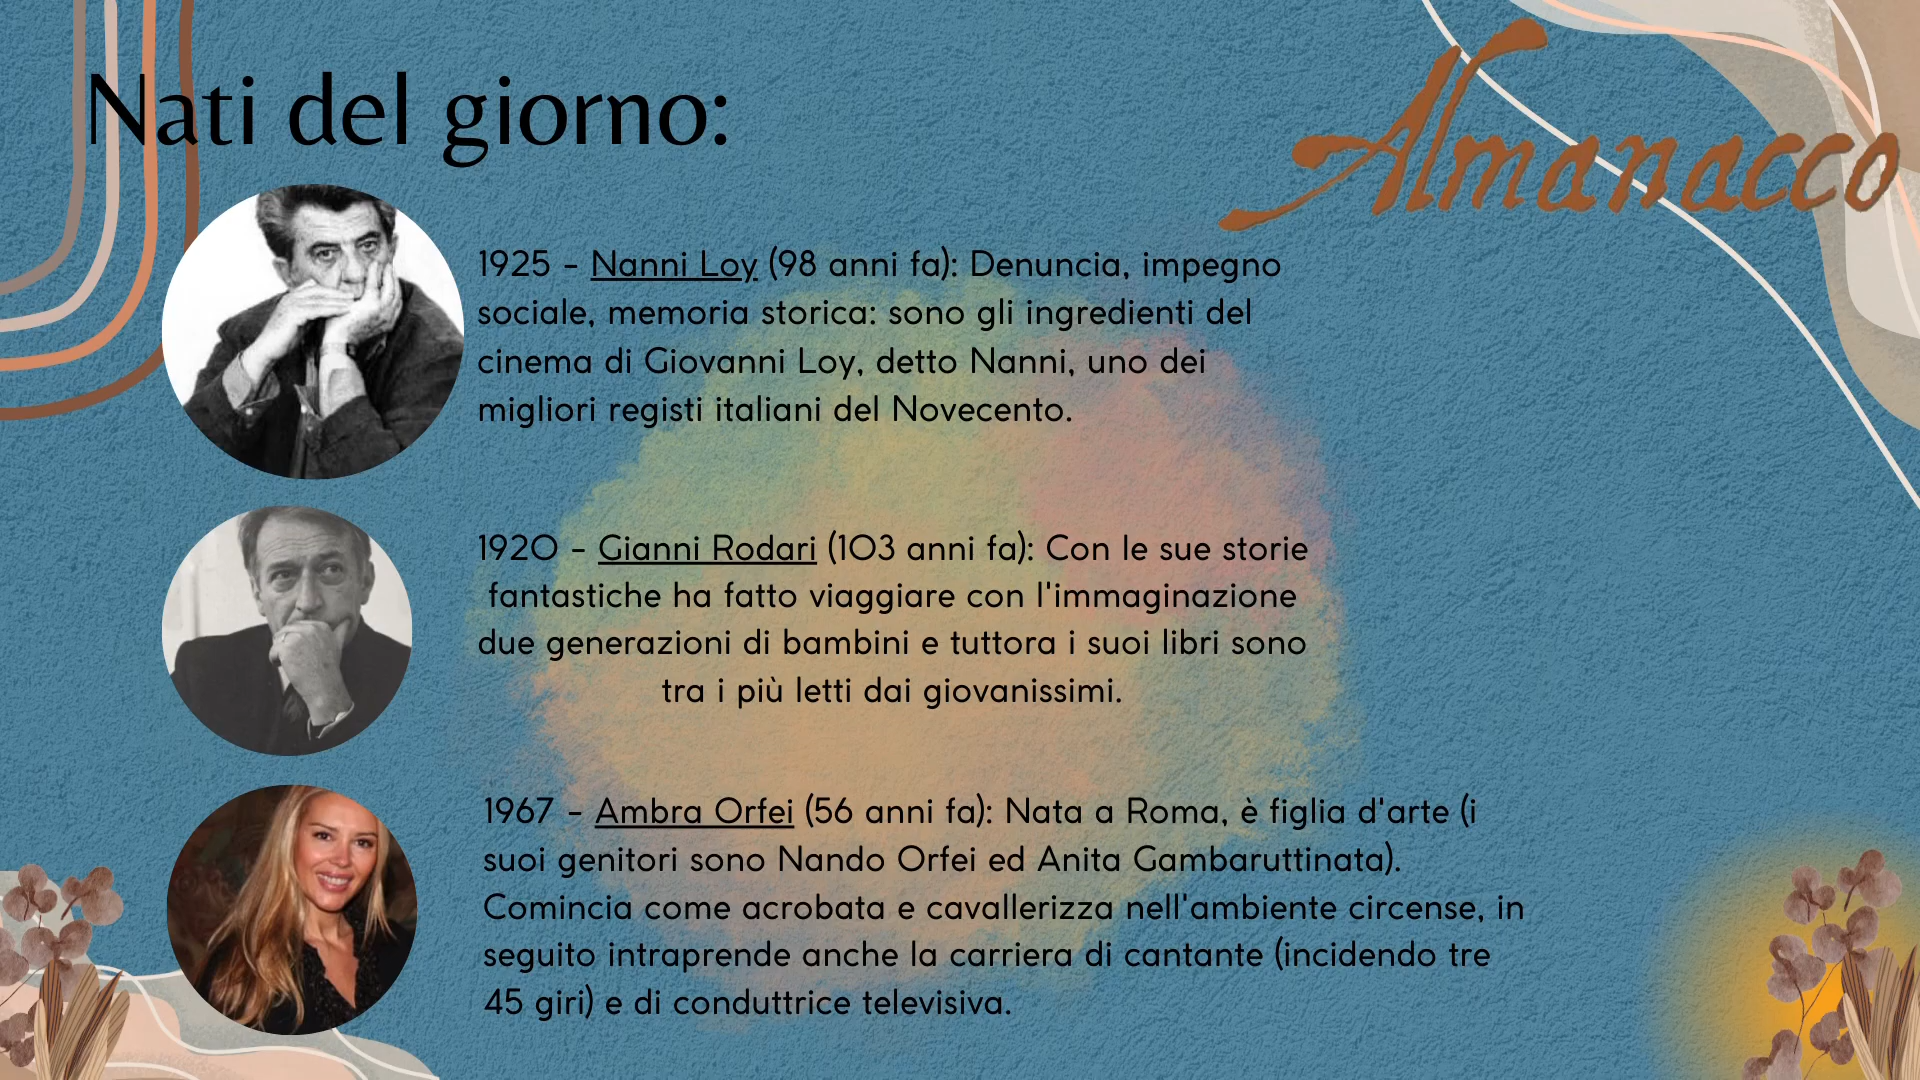 Nati del giorno:
Almanacco
1925 - Nanni Loy (98 anni fa): Denuncia, impegno
sociale, memoria storica: sono gli ingredienti del
cinema di Giovanni Loy, detto Nanni, uno dei
migliori registi italiani del Novecento.
1920 - Gianni Rodari (103 anni fa): Con le sue storie
fantastiche ha fatto viaggiare con l'immaginazione
due generazioni di bambini e tuttora i suoi libri sono
tra i più letti dai giovanissimi.
1967 - Ambra Orfei (56 anni fa): Nata a Roma, è figlia d'arte (i
suoi genitori sono Nando Orfei ed Anita Gambaruttinata).
Comincia come acrobata e cavallerizza nell'ambiente circense, in
seguito intraprende anche la carriera di cantante (incidendo tre
45 giri) e di conduttrice televisiva.